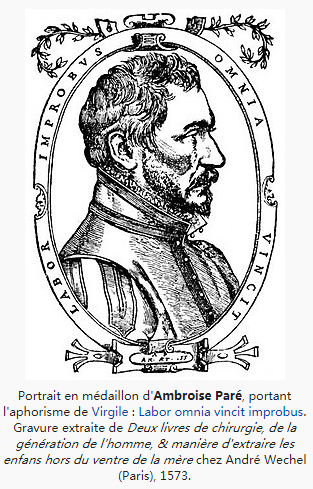 LABOR IMPROBVS OMNIA VINCIT
Portrait en médaillon d'Ambroise Paré, portant
l'aphorisme de Virgile : Labor omnia vincit improbus.
Gravure extraite de Deux livres de chirurgie, de la
génération de l'homme, & manière d'extraire les
enfans hors du ventre de la mère chez André Wechel
(Paris), 1573.